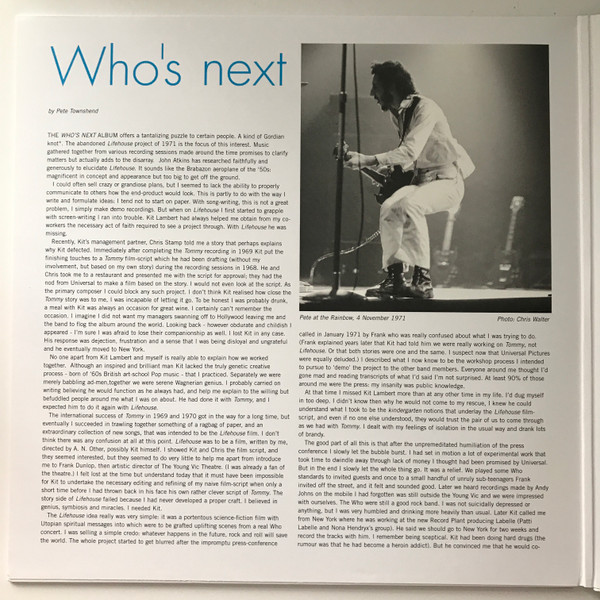 Who's next
by Pete Townshend
THE WHO'S NEXT ALBUM offers a tantalizing puzzle to certain people. A kind of Gordian
knot*. The abandoned Lifehouse project of 1971 is the focus of this interest. Music
gathered together from various recording sessions made around the time promises to clarify
matters but actually adds to the disarray. John Atkins has researched faithfully and
generously to elucidate Lifehouse. It sounds like the Brabazon aeroplane of the '50s:
magnificent in concept and appearance but too big to get off the ground.
I could often sell crazy or grandiose plans, but I seemed to lack the ability to properly
communicate to others how the end-product would look. This is partly to do with the way I
write and formulate ideas; I tend not to start on paper. With song-writing, this is not a great
problem, I simply make demo recordings. But when on Lifehouse I first started to grapple
with screen-writing I ran into trouble. Kit Lambert had always helped me obtain from my co-
workers the necessary act of faith required to see a project through. With Lifehouse he was
missing.
Recently, Kit's management partner, Chris Stamp told me a story that perhaps explains
why Kit defected. Immediately after completing the Tommy recording in 1969 Kit put the
finishing touches to a Tommy film-script which he had been drafting (without my
involvement, but based on my own story) during the recording sessions in 1968. He and
Chris took me to a restaurant and presented me with the script for approval; they had the
nod from Universal to make a film based on the story. I would not even look at the script. As
the primary composer I could block any such project. I don't think Kit realised how close the
Tommy story was to me. I was incapable of letting it go. To be honest I was probably drunk,
a meal with Kit was always an occasion for great wine. I certainly can't remember the
occasion. I imagine I did not want my managers swanning off to Hollywood leaving me and
the band to flog the album around the world. Looking back - however obdurate and childish I
appeared - I'm sure I was afraid to lose their companionship as well. I lost Kit in any case.
His response was dejection, frustration and a sense that I was being disloyal and ungrateful
and he eventually moved to New York.
No one apart from Kit Lambert and myself is really able to explain how we worked
together. Although an inspired and brilliant man Kit lacked the truly genetic creative
process - born of '60s British art-school Pop music - that I practiced. Separately we were
merely babbling ad-men,together we were serene Wagnerian genius. I probably carried on
writing believing he would function as he always had, and help me explain to the willing but
befuddled people around me what I was on about. He had done it with Tommy, and I
expected him to do it again with Lifehouse.
The international success of Tommy in 1969 and 1970 got in the way for a long time, but
eventually I succeeded in trawling together something of a ragbag of paper, and an
extraordinary collection of new songs, that was intended to be the Lifehouse film. I don't
think there was any confusion at all at this point. Lifehouse was to be a film, written by me,
directed by A. N. Other, possibly Kit himself. I showed Kit and Chris the film script, and
they seemed interested, but they seemed to do very little to help me apart from introduce
me to Frank Dunlop, then artistic director of The Young Vic Theatre. (I was already a fan of
the theatre.) I felt lost at the time but understand today that it must have been impossible
for Kit to undertake the necessary editing and refining of my naive film-script when only a
short time before I had thrown back in his face his own rather clever script of Tommy. The
story side of Lifehouse failed because I had never developed a proper craft. I believed in
genius, symbiosis and miracles. I needed Kit.
The Lifehouse idea really was very simple: it was a portentous science-fiction film with
Utopian spiritual messages into which were to be grafted uplifting scenes from a real Who
concert. I was selling a simple credo: whatever happens in the future, rock and roll will save
the world. The whole project started to get blurred after the impromptu press-conference
Pete at the Rainbow, 4 November 1971
Photo: Chris Walter
called in January 1971 by Frank who was really confused about what I was trying to do.
(Frank explained years later that Kit had told him we were really working on Tommy, not
Lifehouse. Or that both stories were one and the same. I suspect now that Universal Pictures
were equally deluded.) I described what I now know to be the workshop process I intended
to pursue to 'demo' the project to the other band members. Everyone around me thought I'd
gone mad and reading transcripts of what I'd said I'm not surprised. At least 90% of those
around me were the press: my insanity was public knowledge.
At that time I missed Kit Lambert more than at any other time in my life. I'd dug myself
in too deep. I didn't know then why he would not come to my rescue, I knew he could
understand what I took to be the kindergarten notions that underlay the Lifehouse film-
script, and even if no one else understood, they would trust the pair of us to come through
as we had with Tommy. I dealt with my feelings of isolation in the usual way and drank lots
of brandy.
The good part of all this is that after the unpremeditated humiliation of the press
conference I slowly let the bubble burst. I had set in motion a lot of experimental work that
took time to dwindle away through lack of money I thought had been promised by Universal.
But in the end I slowly let the whole thing go. It was a relief. We played some Who
standards to invited guests and once to a small handful of unruly sub-teenagers Frank
invited off the street, and it felt and sounded good. Later we heard recordings made by Andy
Johns on the mobile I had forgotten was still outside the Young Vic and we were impressed
with ourselves. The Who were still a good rock band. I was not suicidally depressed or
anything, but I was very humbled and drinking more heavily than usual. Later Kit called me
from New York where he was working at the new Record Plant producing Labelle (Patti
Labelle and Nona Hendryx's group). He said we should go to New York for two weeks and
record the tracks with him. I remember being sceptical. Kit had been doing hard drugs (the
rumour was that he had become a heroin addict). But he convinced me that he would co-